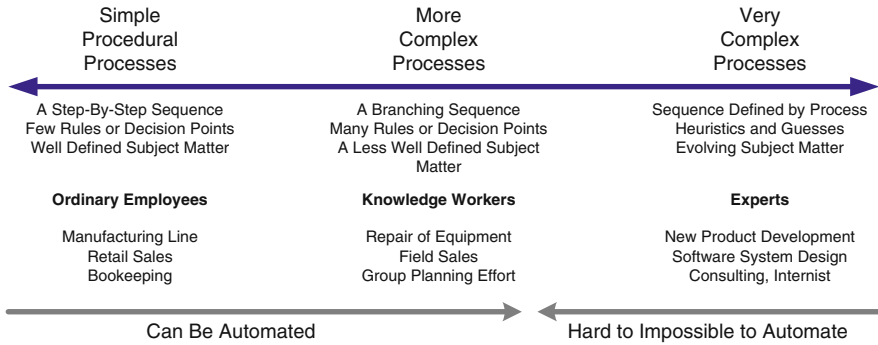 Simple
Procedural
Processes
More
Complex
Processes
Very
Complex
Processes
A Step-By-Step Sequence
Few Rules or Decision Points
Well Defined Subject Matter
A Branching Sequence
Many Rules or Decision Points
A Less Well Defined Subject
Matter
Sequence Defined by Process
Heuristics and Guesses
Evolving Subject Matter
Ordinary Employees
Manufacturing Line
Retail Sales
Bookeeping
Knowledge Workers
Repair of Equipment
Field Sales
Group Planning Effort
Experts
New Product Development
Software System Design
Consulting, Internist
Can Be Automated
Hard to Impossible to Automate